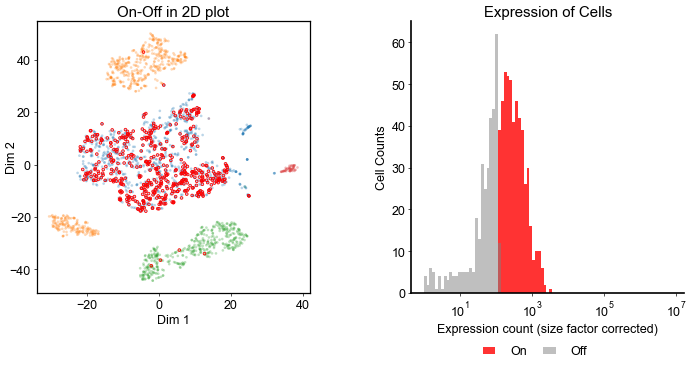 On-Off in 2D plot
Expression of Cells
Dim 2
40
20
0
−20
−40
−20
0
20
40
Dim 1
Cell Counts
60
50
40
30
20
10
0
10^1
10^3
10^5
10^7
Expression count (size factor corrected)
On
Off